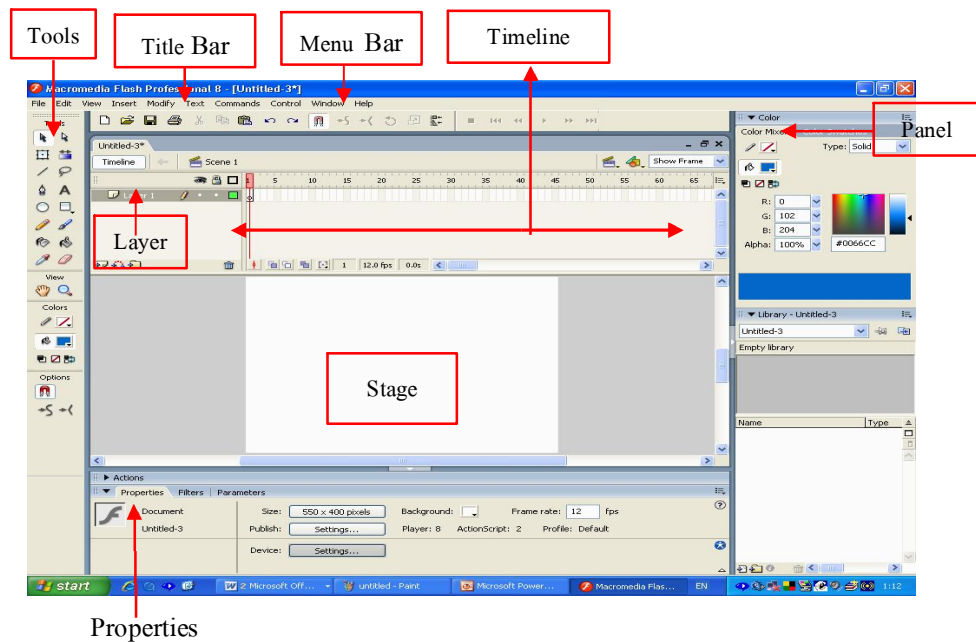 Tools
Title Bar
Menu Bar
Timeline
Macromedia Flash Professional 8 - [Untitled-3*]
File Edit View Insert Modify Text Commands Control Window Help
Tools
Color
Color Mixer
Panel
Untitled-3*
Type: Solid
Timeline
Scene 1
Show Frame
1 5 10 15 20 25 30 35 40 45 50 55 60 65
Layer 1
R: 0
G: 102
B: 204
Alpha: 100%
#0066CC
Layer
1 12.0 fps 0.0s
View
Colors
Options
Library - Untitled-3
Untitled-3
Empty library
Name Type
Stage
Actions
Properties Filters Parameters
Document
Size: 550 x 400 pixels
Background:
Frame rate: 12 fps
Untitled-3
Publish: Settings...
Player: 8 ActionScript: 2 Profile: Default
Device: Settings...
start
2 Microsoft Off...
untitled - Paint
Microsoft Power...
Macromedia Flas...
EN
1:12
Properties